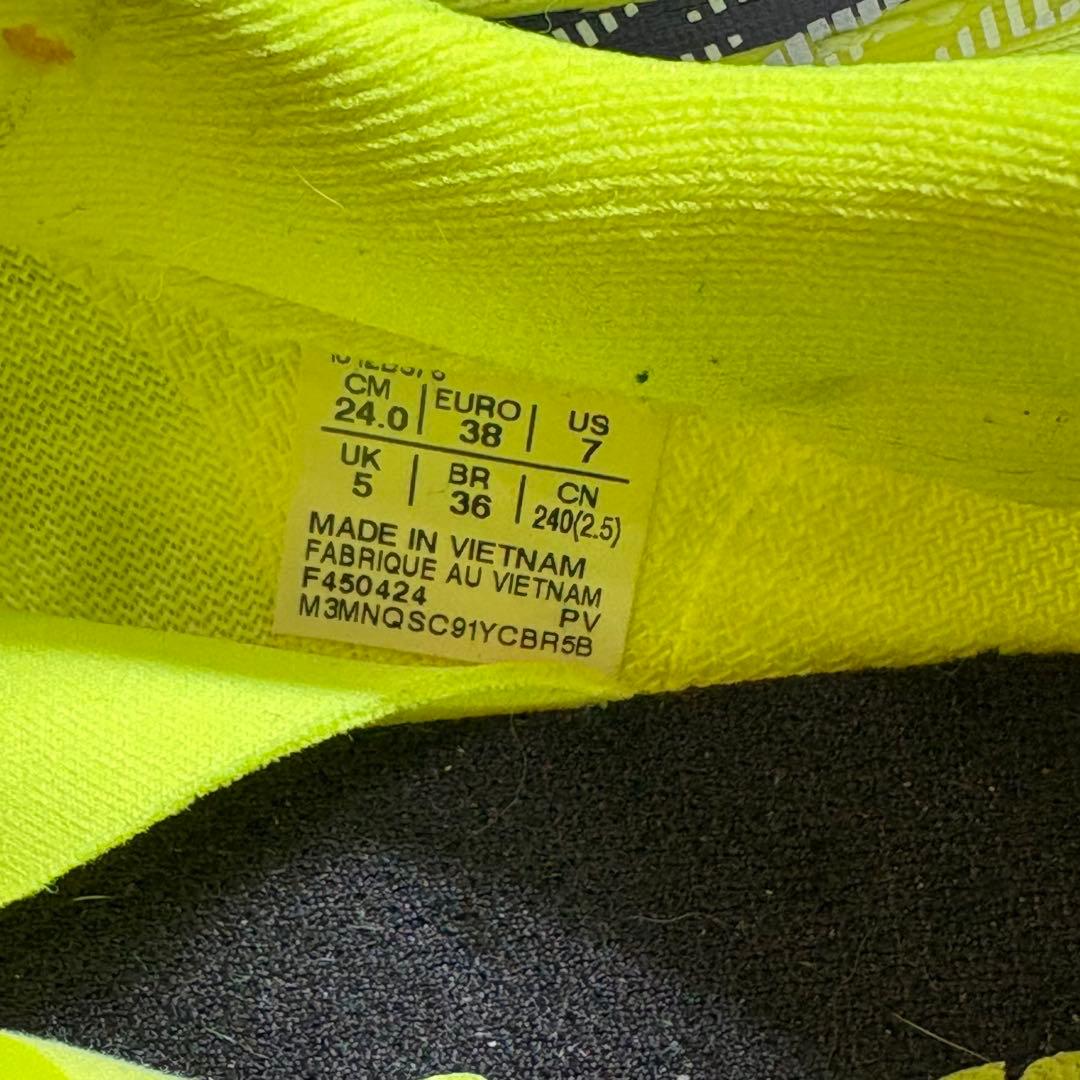 CM | EURO | US
24.0 | 38 | 7
UK | BR | CN
5 | 36 | 240(2.5)
MADE IN VIETNAM
FABRIQUE AU VIETNAM
F450424 PV
M3MNQSC91YCBR5B